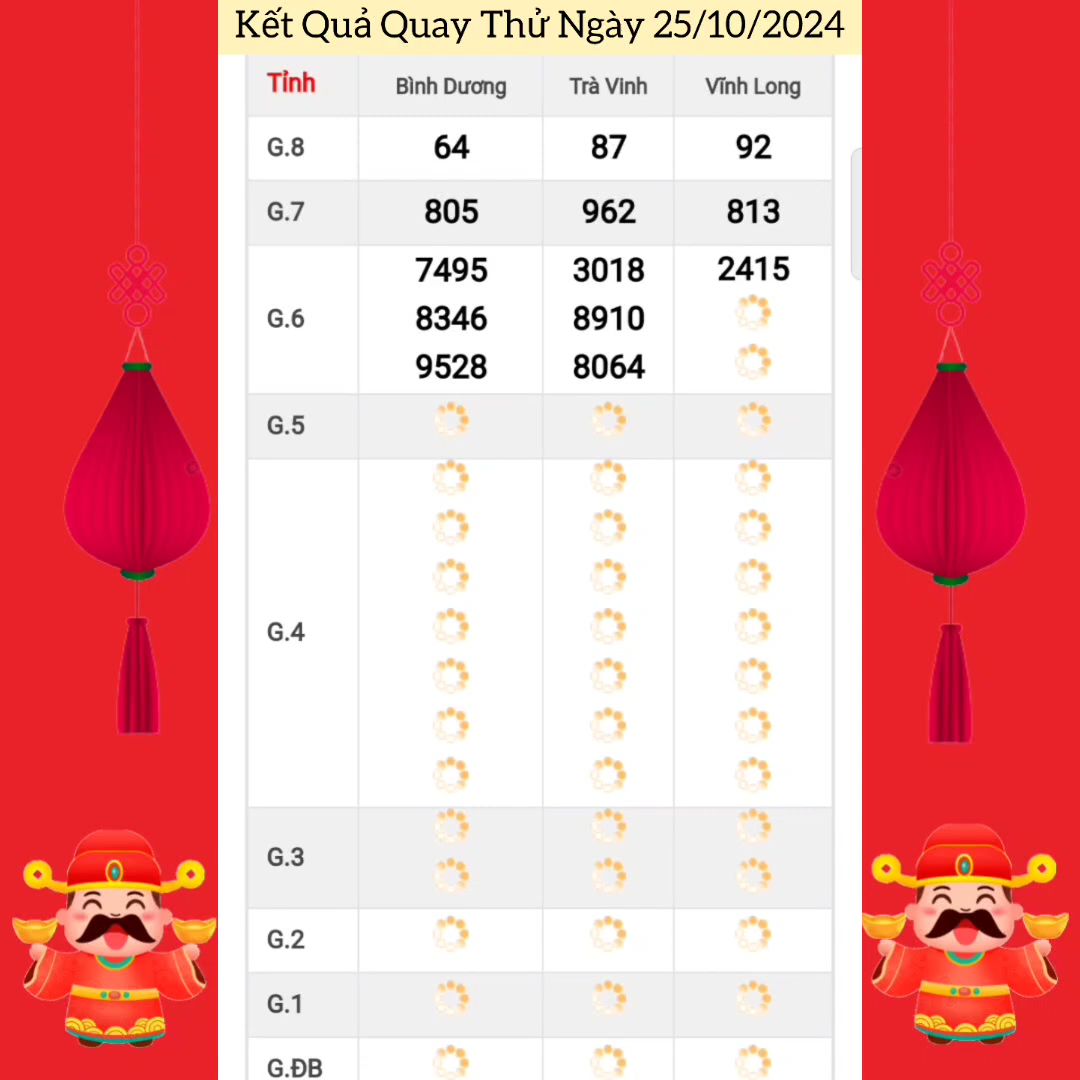 Kết Quả Quay Thử Ngày 25/10/2024
Tỉnh Bình Dương Trà Vinh Vĩnh Long
G.8 64 87 92
G.7 805 962 813
7495 3018 2415
G.6 8346 8910
9528 8064
G.5
G.4
G.3
G.2
G.1
G.ĐB